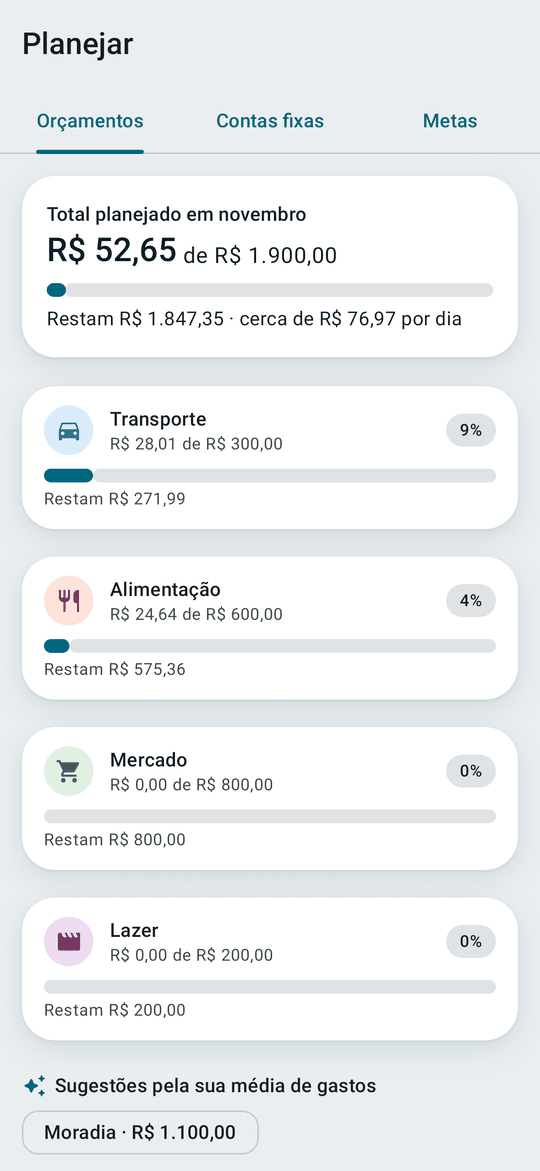 Planejar
Orçamentos Contas fixas Metas
Total planejado em novembro
R$ 52,65 de R$ 1.900,00
Restam R$ 1.847,35 · cerca de R$ 76,97 por dia
Transporte
R$ 28,01 de R$ 300,00
9%
Restam R$ 271,99
Alimentação
R$ 24,64 de R$ 600,00
4%
Restam R$ 575,36
Mercado
R$ 0,00 de R$ 800,00
0%
Restam R$ 800,00
Lazer
R$ 0,00 de R$ 200,00
0%
Restam R$ 200,00
Sugestões pela sua média de gastos
Moradia · R$ 1.100,00